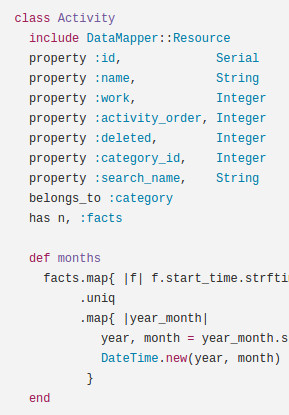 class Activity
  include DataMapper::Resource
  property :id,             Serial
  property :name,           String
  property :work,           Integer
  property :activity_order, Integer
  property :deleted,        Integer
  property :category_id,    Integer
  property :search_name,    String
  belongs_to :category
  has n, :facts

  def months
    facts.map{ |f| f.start_time.strfti
         .uniq
         .map{ |year_month|
            year, month = year_month.s
            DateTime.new(year, month)
          }
  end